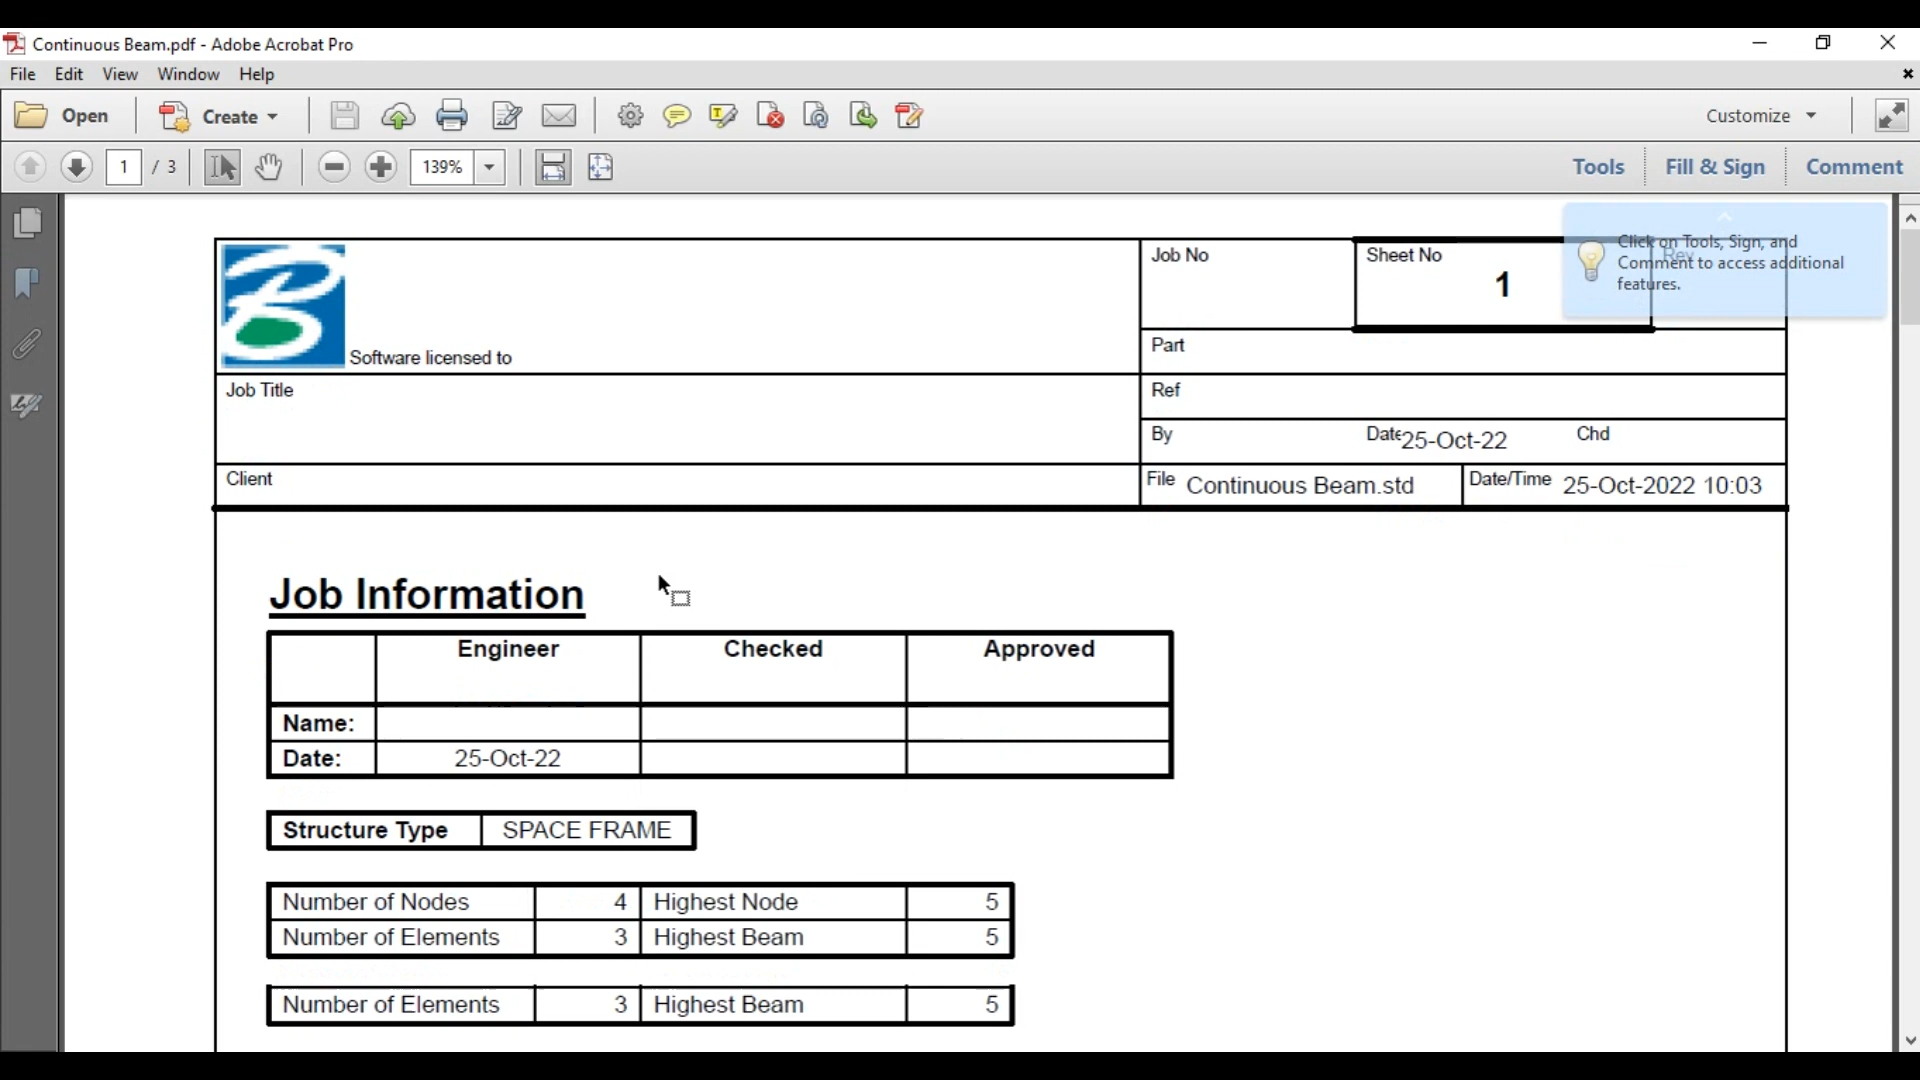 Continuous Beam.pdf - Adobe Acrobat Pro
File Edit View Window Help
Open Create Customize
1 / 3 139% Tools Fill & Sign Comment
Click on Tools, Sign, and
Comment to access additional
features.
Job No Sheet No Rev
1
Software licensed to
Part
Job Title Ref
By Date 25-Oct-22 Chd
Client File Continuous Beam.std Date/Time 25-Oct-2022 10:03
Job Information
Engineer Checked Approved
Name:
Date: 25-Oct-22
Structure Type SPACE FRAME
Number of Nodes 4 Highest Node 5
Number of Elements 3 Highest Beam 5
Number of Elements 3 Highest Beam 5